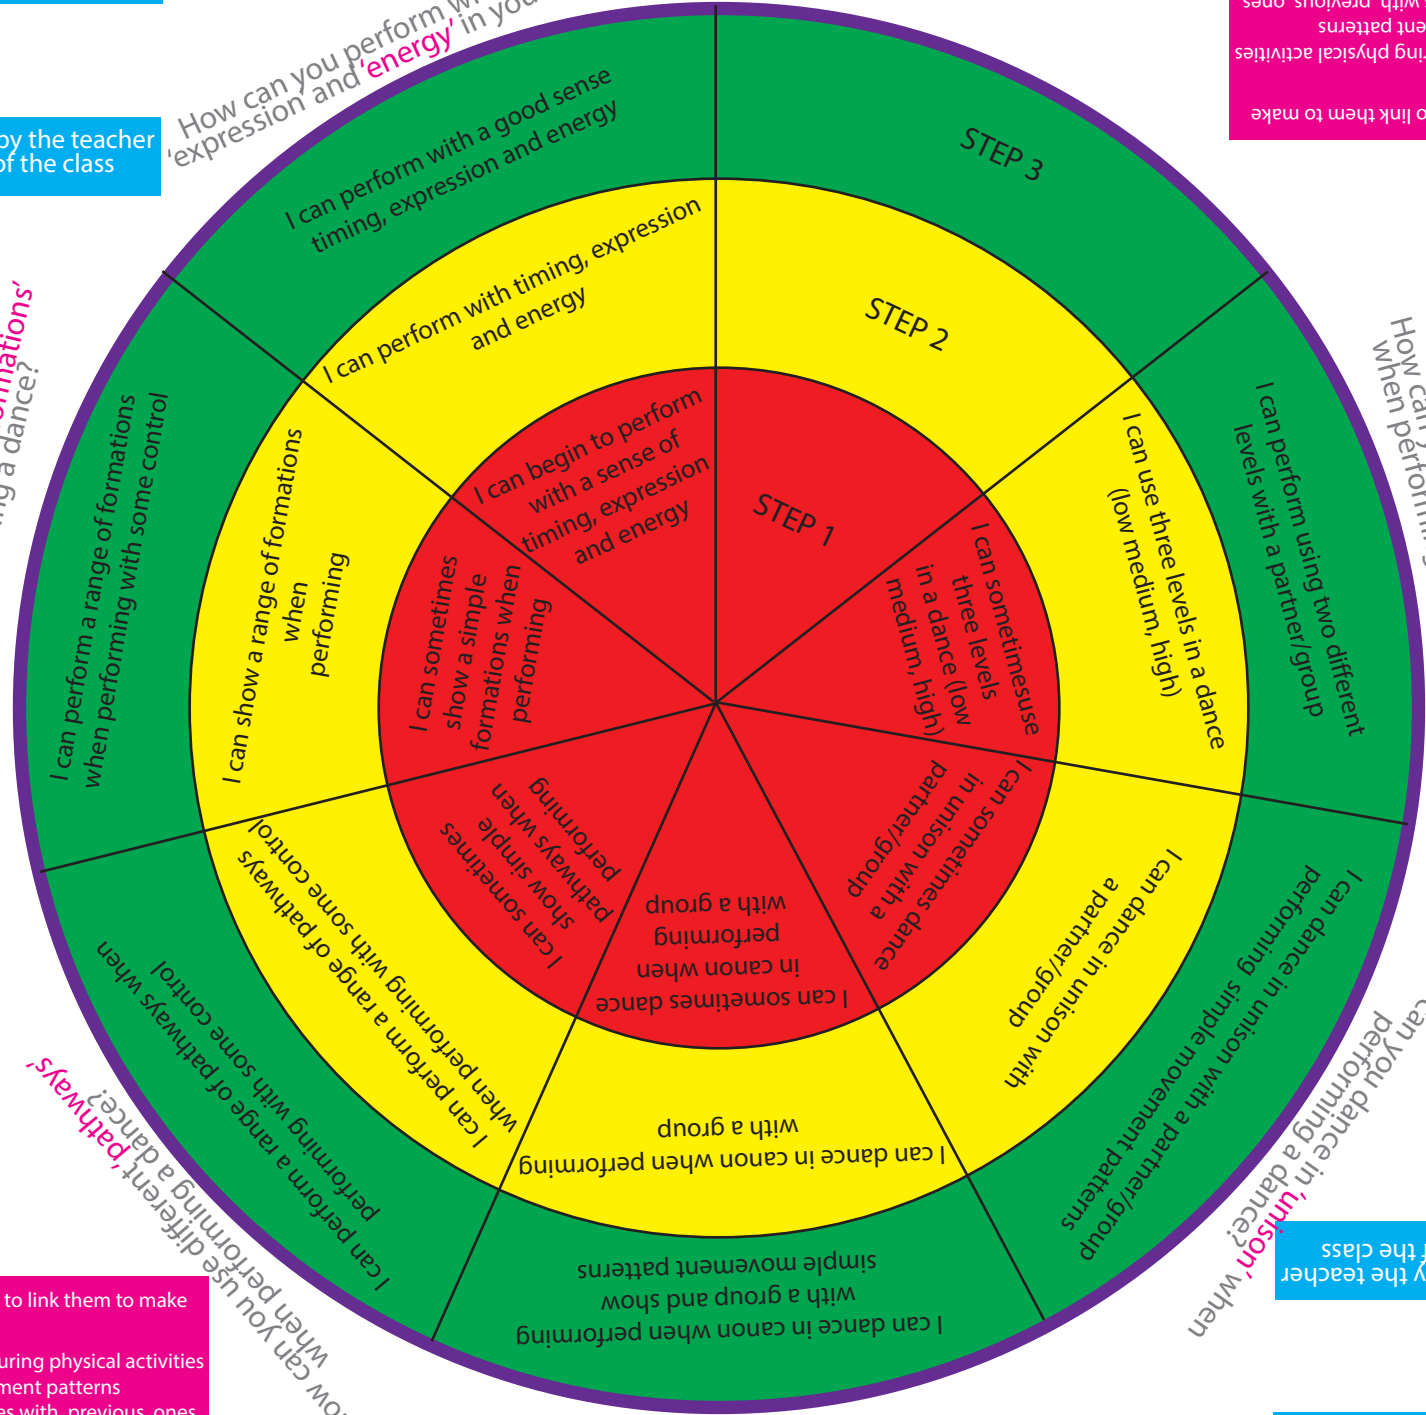 How can you perform
'expression' and 'energy' in
by the teacher
of the class
with previous ones
patterns
physical activities
to link them to make
STEP 3
STEP 2
STEP 1
I can perform with a good sense
timing, expression and energy
I can perform with timing, expression
and energy
I can begin to perform
with a sense of
timing, expression
and energy
when performing
I can perform using two different
levels with a partner/group
I can use three levels in a dance
(low medium, high)
I can sometimesuse
three levels
in a dance (low
medium, high)
can you dance in 'unison' when
performing a dance?
I can dance in unison with a partner/group
performing simple movement patterns
I can dance in unison with
a partner/group
I can sometimes dance
in unison with a
partner/group
the teacher
the class
I can dance in canon when performing
with a group and show
simple movement patterns
I can dance in canon when performing
with a group
I can sometimes dance
in canon when
performing
with a group
can you use different 'pathways'
when performing a dance?
I can perform a range of pathways when
performing with some control
I can perform a range of pathways
when performing with some control
I can sometimes
show simple
pathways when
performing
a dance?
I can perform a range of formations
when performing with some control
I can show a range of formations
when
performing
I can sometimes
show a simple
formations when
performing
to link them to make
physical activities
patterns
with previous ones